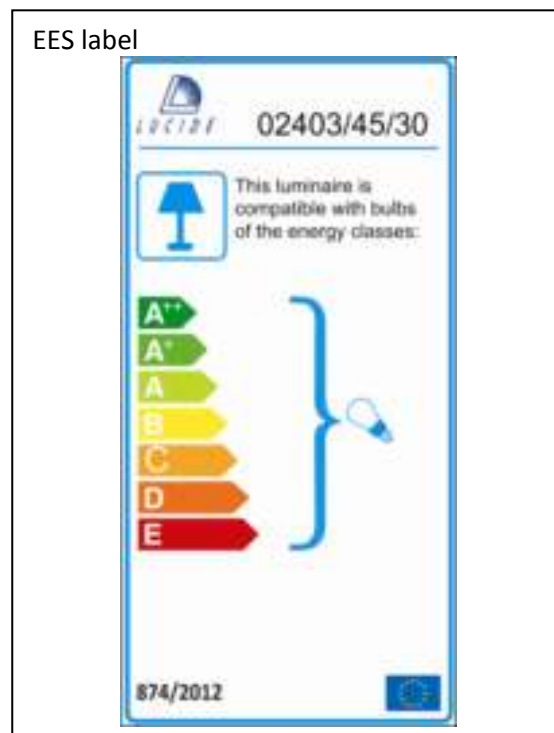 EES label
LUCIDE
02403/45/30
This luminaire is
compatible with bulbs
of the energy classes:
A++
A+
A
B
C
D
E
874/2012